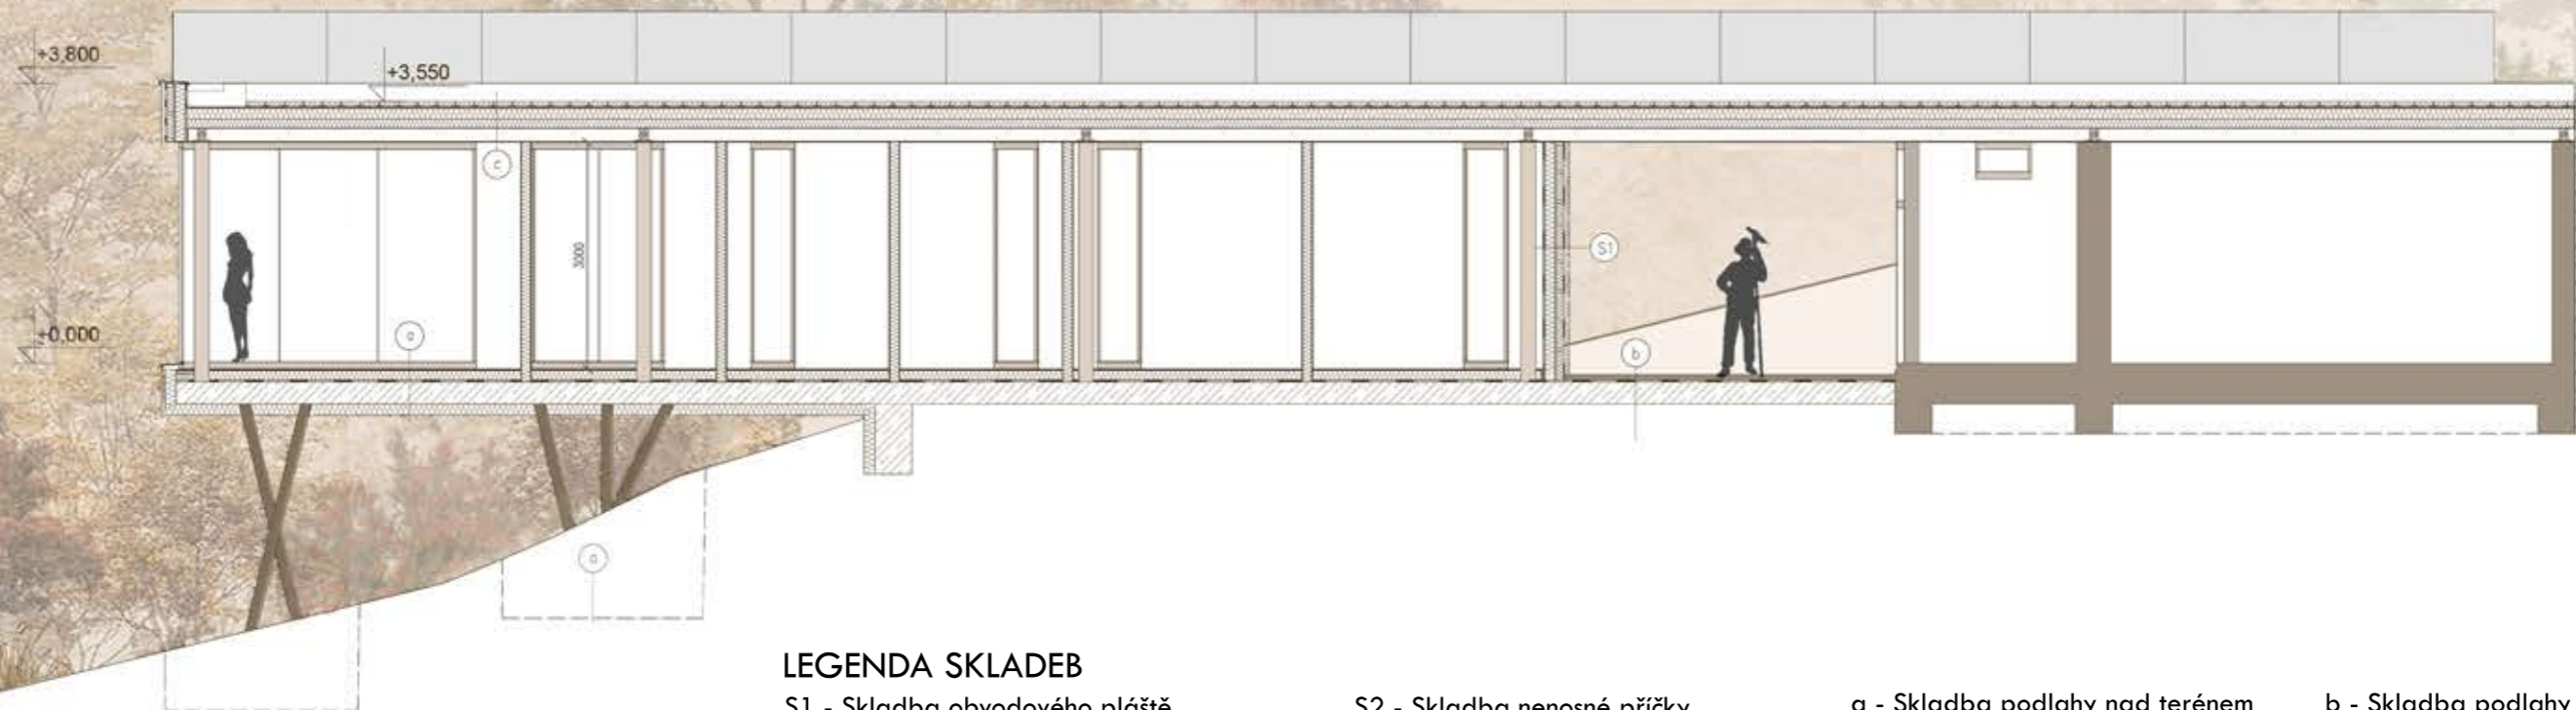 +3,800
+3,550
c
3000
S1
a
+0,000
b
a
LEGENDA SKLADEB
S1 - Skladba obvodového pláště
S2 - Skladba nenosné příčky
a - Skladba podlahy nad terénem
b - Skladba podlahy